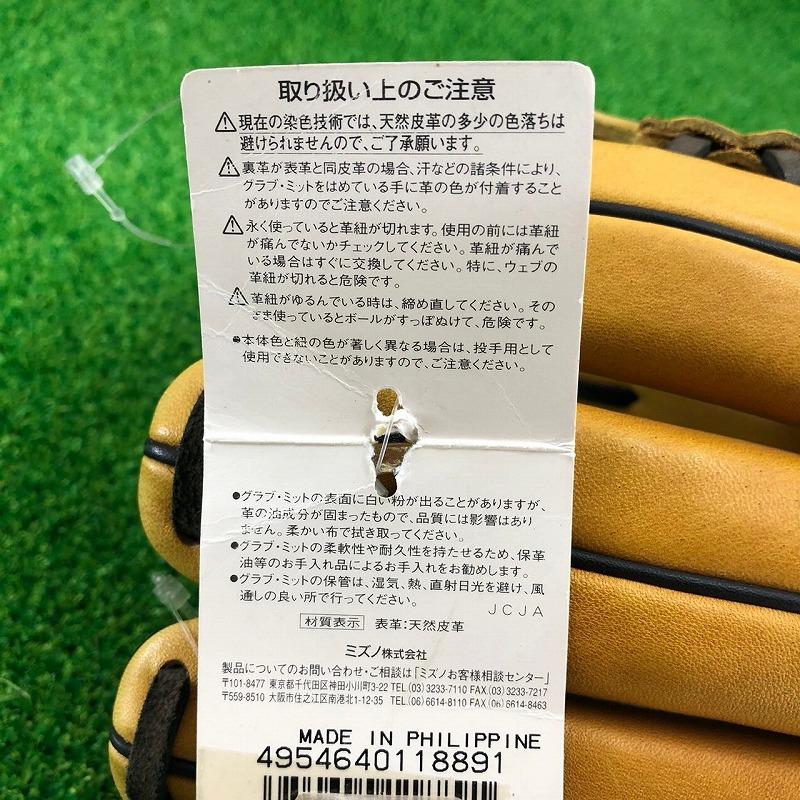 取り扱い上のご注意
⚠現在の染色技術では、天然皮革の多少の色落ちは
避けられませんので、ご了承願います。
⚠裏革が表革と同皮革の場合、汗などの諸条件により、
グラブ・ミットをはめている手に革の色が付着すること
がありますのでご注意ください。
⚠永く使っていると革紐が切れます。使用の前には革紐
が痛んでないかチェックしてください。革紐が痛んで
いる場合はすぐに交換してください。特に、ウェブの
革紐が切れると危険です。
⚠革紐がゆるんでいる時は、締め直してください。その
まま使っているとボールがすっぽぬけて、危険です。
●本体色と紐の色が著しく異なる場合は、投手用として
使用できないことがありますので、ご注意ください。
●グラブ・ミットの表面に白い粉が出ることがありますが、
革の油成分が固まったもので、品質には影響はあり
ません。柔かい布で拭き取ってください。
●グラブ・ミットの柔軟性や耐久性を持たせるため、保革
油等のお手入れ品によるお手入れをお勧めします。
●グラブ・ミットの保管は、湿気、熱、直射日光を避け、風
通しの良い所で行ってください。
JCJA
材質表示 表革:天然皮革
ミズノ株式会社
製品についてのお問い合わせ・ご相談は「ミズノお客様相談センター」
〒101-8477 東京都千代田区神田小川町3-22 TEL(03)3233-7110 FAX(03)3233-7217
〒559-8510 大阪市住之江区南港北1-12-35 TEL(06)6614-8110 FAX(06)6614-8463
MADE IN PHILIPPINE
4954640118891